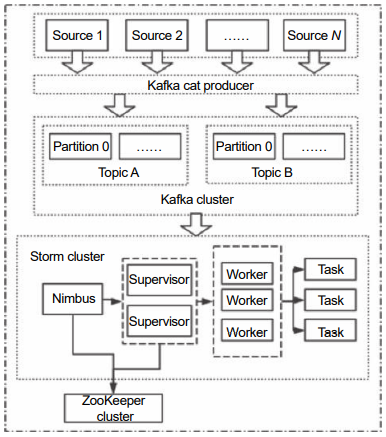 Source 1
Source 2
......
Source N
Kafka cat producer
Partition 0
......
Partition 0
......
Topic A
Topic B
Kafka cluster
Storm cluster
Nimbus
Supervisor
Supervisor
Worker
Worker
Worker
Task
Task
Task
ZooKeeper
cluster